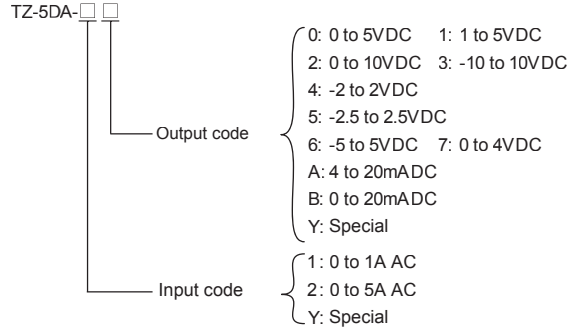 TZ-5DA-□ □
0: 0 to 5VDC 1: 1 to 5VDC
2: 0 to 10VDC 3: -10 to 10VDC
4: -2 to 2VDC
5: -2.5 to 2.5VDC
Output code
6: -5 to 5VDC 7: 0 to 4VDC
A: 4 to 20mADC
B: 0 to 20mADC
Y: Special
1: 0 to 1A AC
Input code
2: 0 to 5A AC
Y: Special